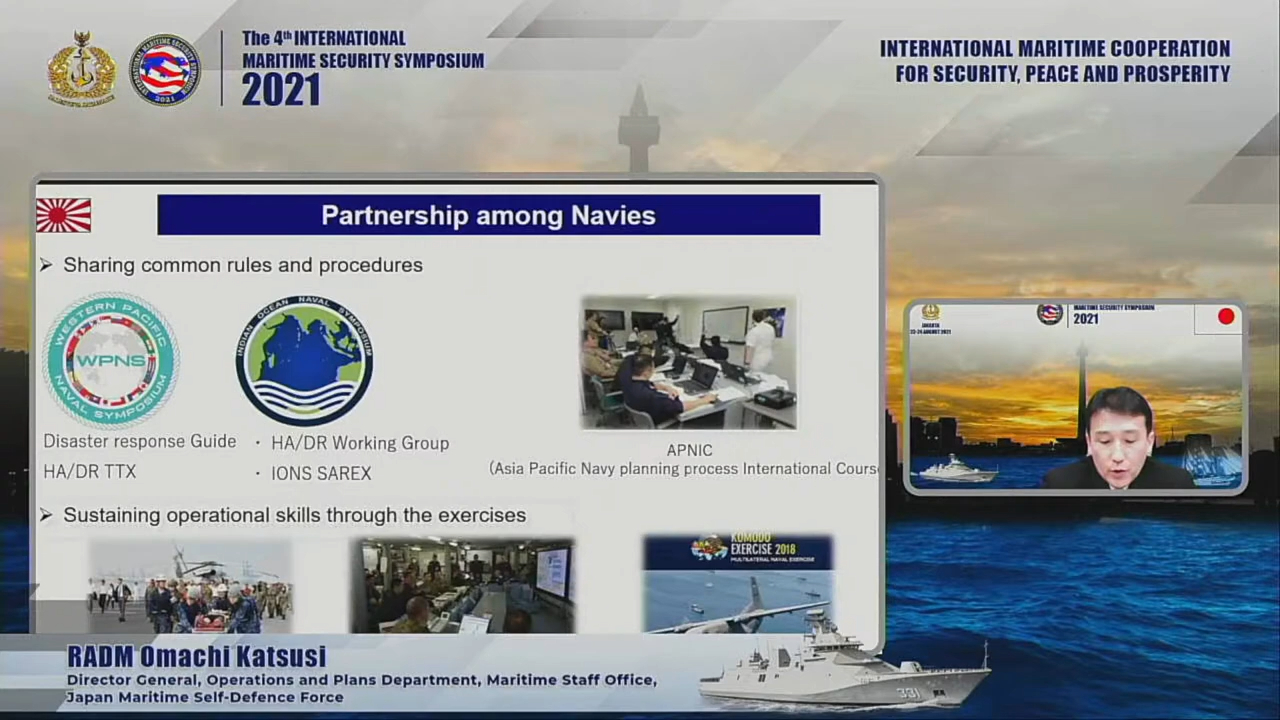 The 4th INTERNATIONAL
MARITIME SECURITY SYMPOSIUM
2021
INTERNATIONAL MARITIME COOPERATION
FOR SECURITY, PEACE AND PROSPERITY
Partnership among Navies
➢ Sharing common rules and procedures
WESTERN PACIFIC
WPNS
NAVAL SYMPOSIUM
INDIAN OCEAN NAVAL SYMPOSIUM
Disaster response Guide
HA/DR TTX
・ HA/DR Working Group
・ IONS SAREX
APNIC
(Asia Pacific Navy planning process International Course
➢ Sustaining operational skills through the exercises
KOMODO
EXERCISE 2018
MULTILATERAL NAVAL EXERCISE
MARITIME SECURITY SYMPOSIUM
2021
JAKARTA
RADM Omachi Katsusi
Director General, Operations and Plans Department, Maritime Staff Office,
Japan Maritime Self-Defence Force
331